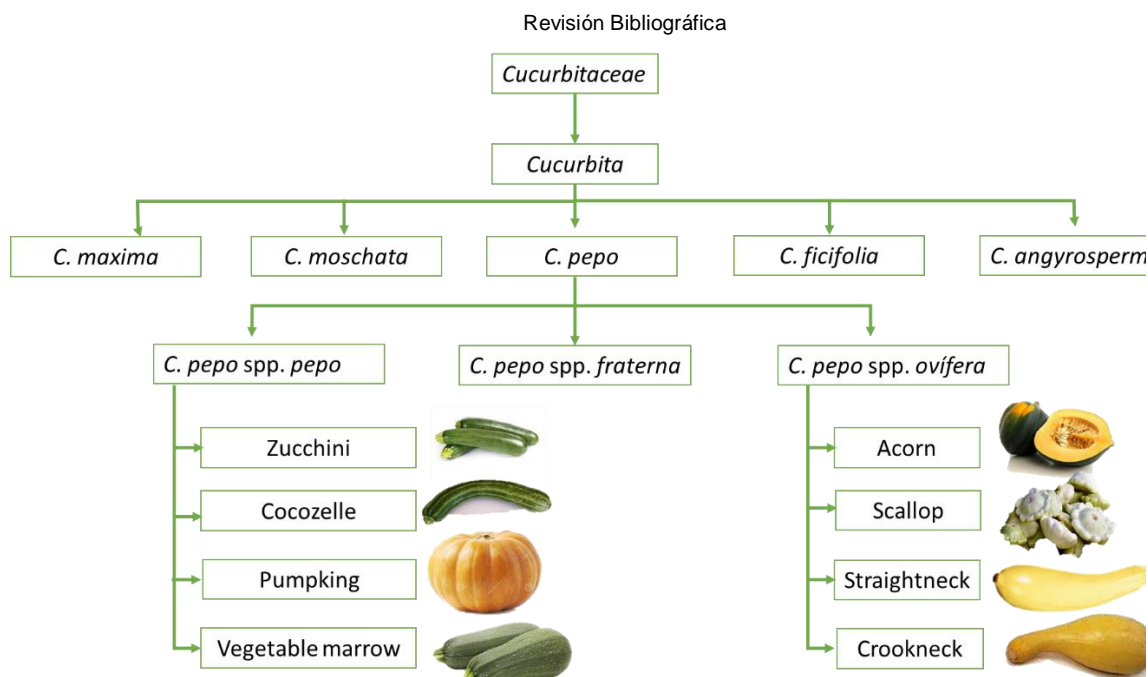 Revisión Bibliográfica
Cucurbitaceae
Cucurbita
C. maxima
C. moschata
C. pepo
C. ficifolia
C. angyrosperm
C. pepo spp. pepo
C. pepo spp. fraterna
C. pepo spp. ovífera
Zucchini
Cocozelle
Pumpking
Vegetable marrow
Acorn
Scallop
Straightneck
Crookneck